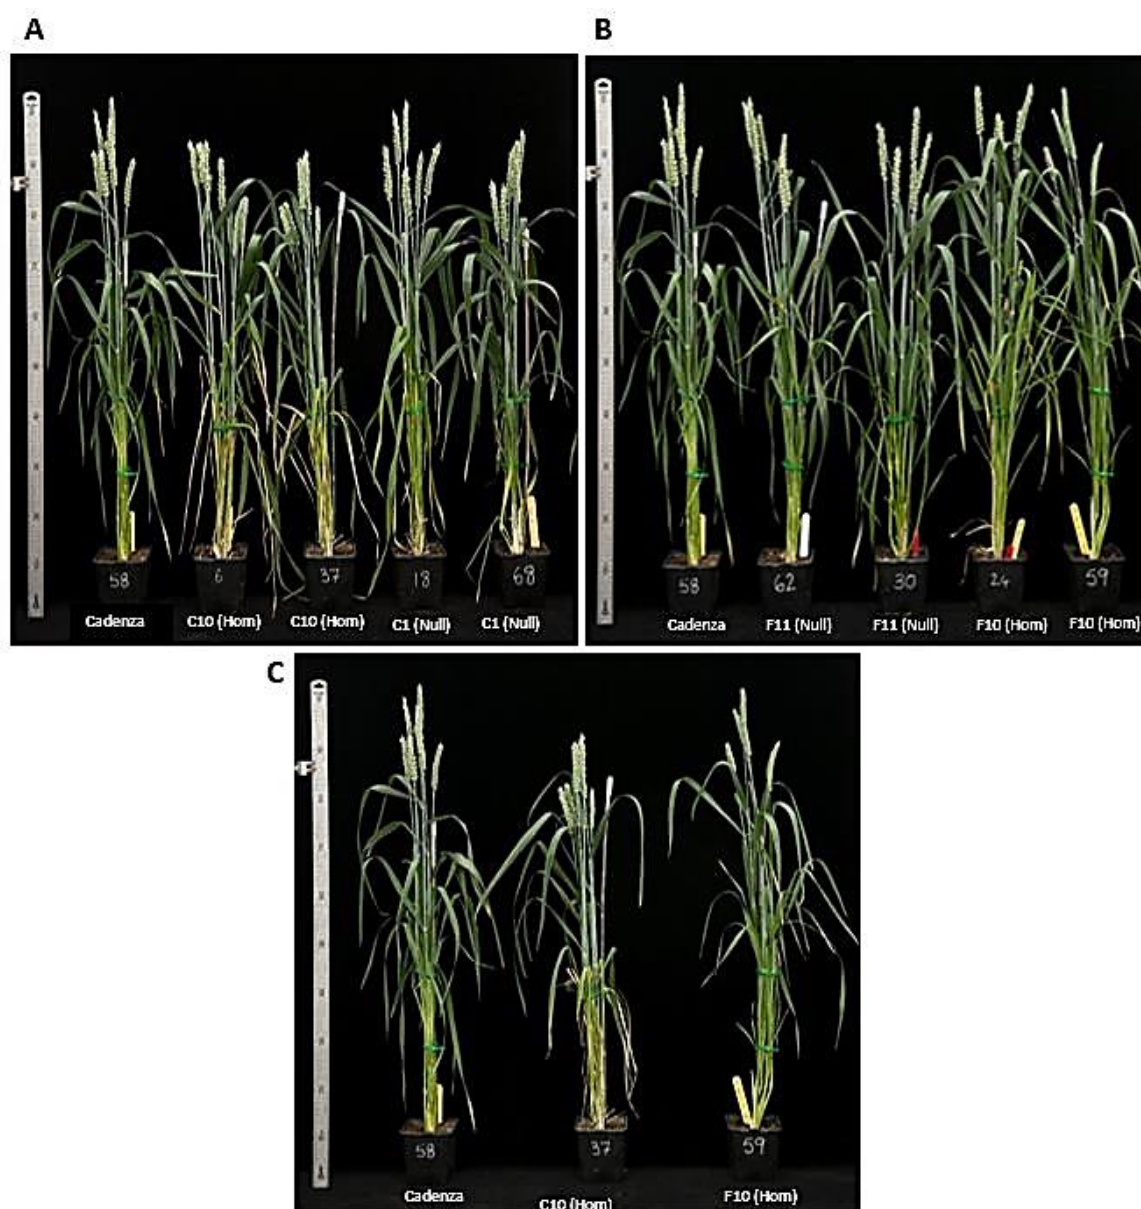 A
B
58
6
37
18
68
Cadenza
C10 (Hom)
C10 (Hom)
C1 (Null)
C1 (Null)
58
62
30
24
59
Cadenza
F11 (Null)
F11 (Null)
F10 (Hom)
F10 (Hom)
C
58
37
59
Cadenza
C10 (Hom)
F10 (Hom)